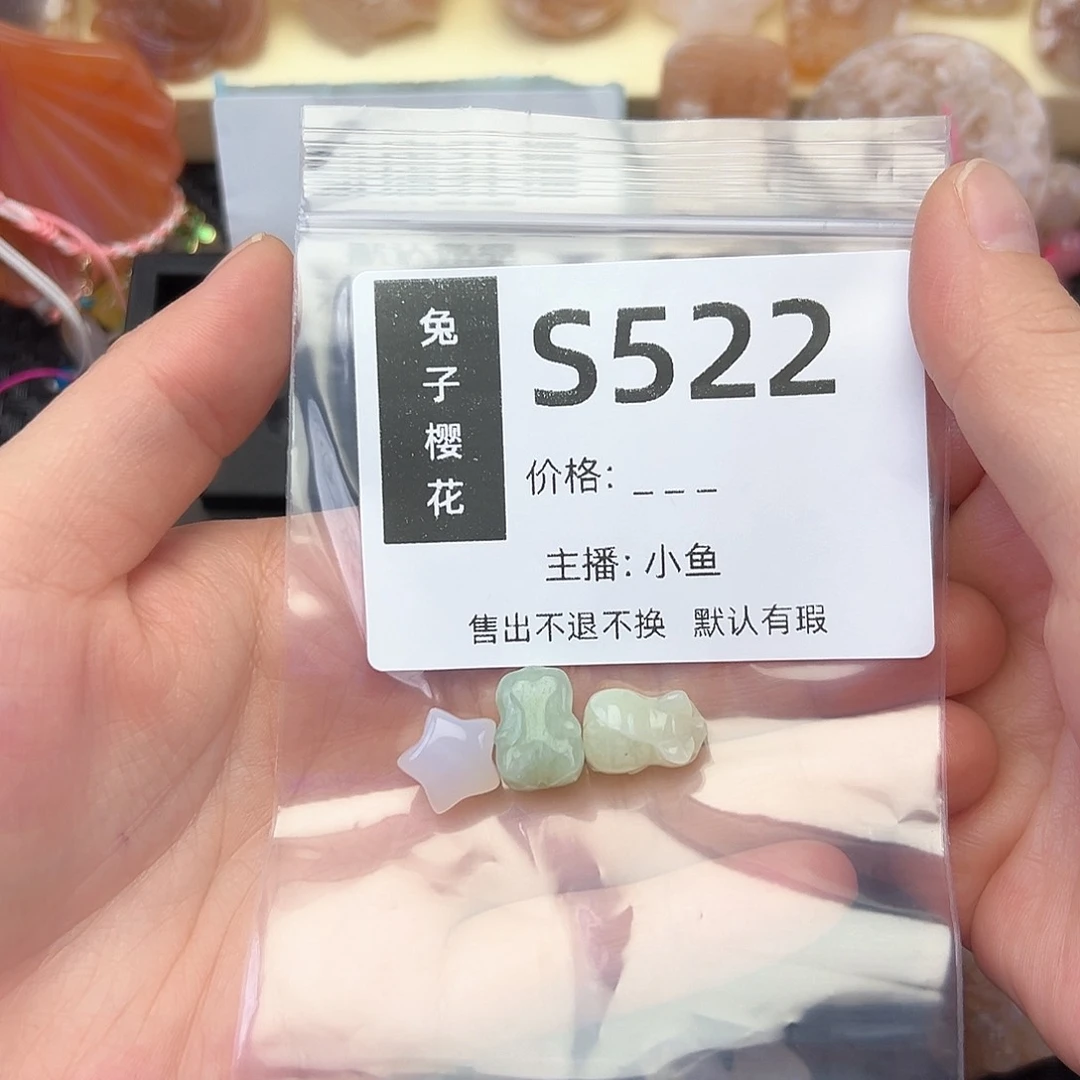 兔子樱花
S522
价格: _ _ _
主播: 小鱼
售出不退不换 默认有瑕